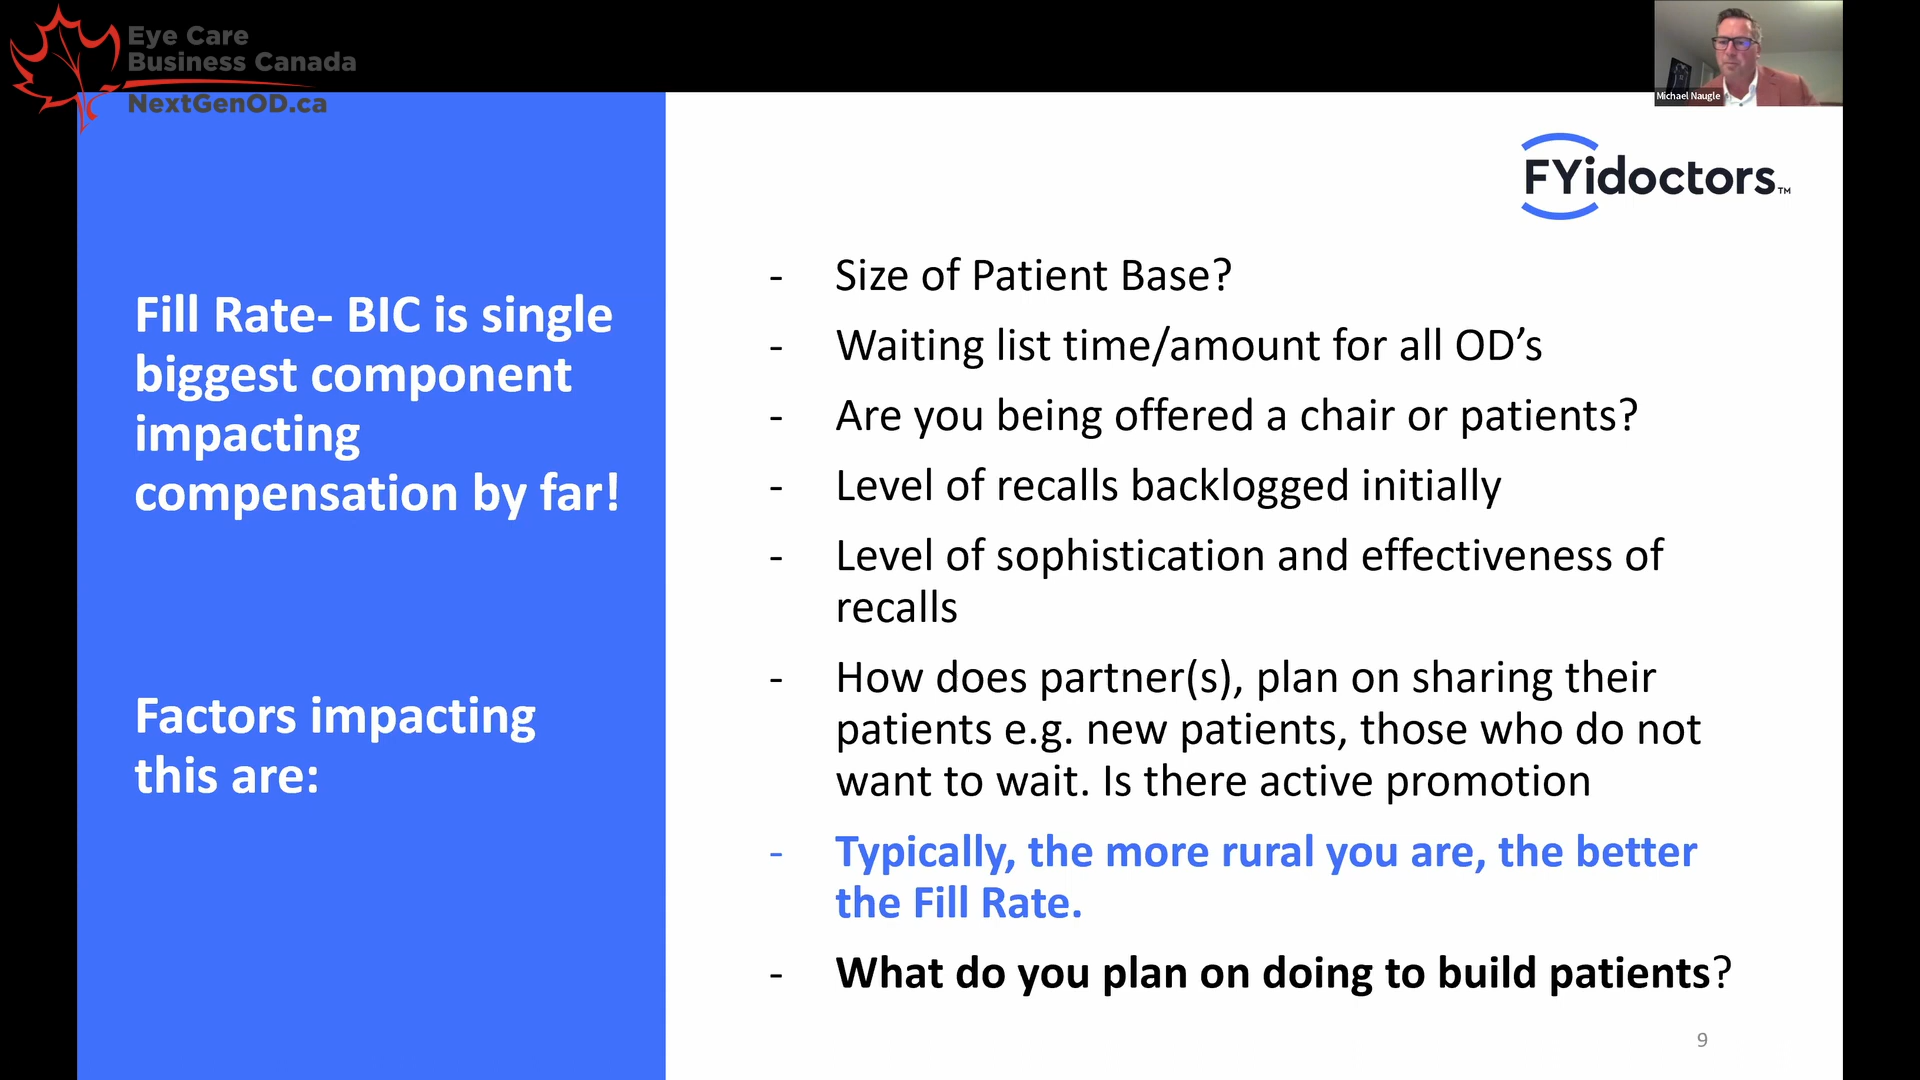 Eye Care
Business Canada
NextGenOD.ca
Michael Naugle
FYidoctors™
Fill Rate- BIC is single
biggest component
impacting
compensation by far!
Factors impacting
this are:
- Size of Patient Base?
- Waiting list time/amount for all OD’s
- Are you being offered a chair or patients?
- Level of recalls backlogged initially
- Level of sophistication and effectiveness of
recalls
- How does partner(s), plan on sharing their
patients e.g. new patients, those who do not
want to wait. Is there active promotion
- Typically, the more rural you are, the better
the Fill Rate.
- What do you plan on doing to build patients?
9